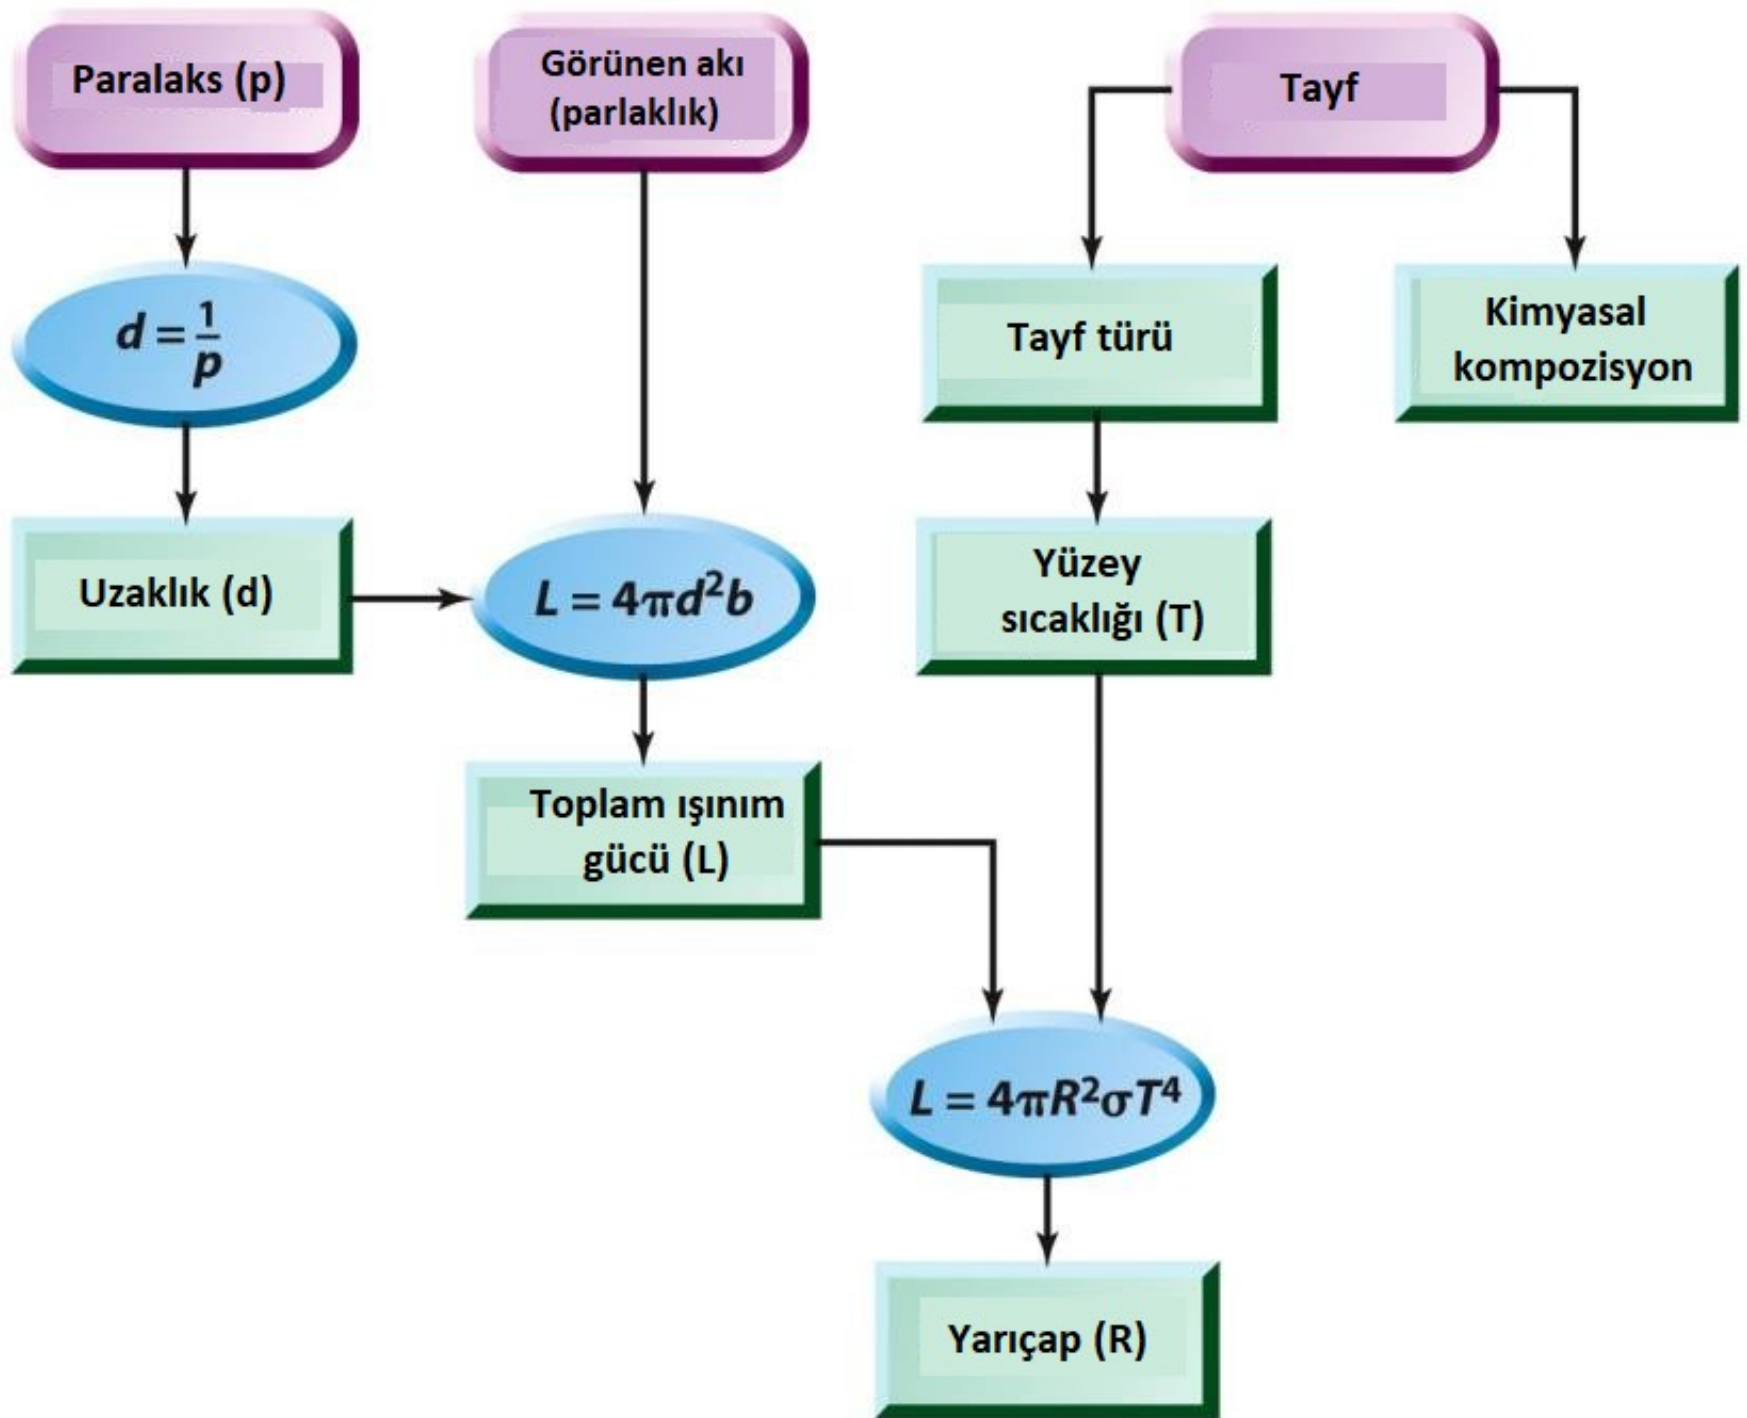 Paralaks (p)
Görünen akı
(parlaklık)
Tayf
d = 1/p
Tayf türü
Kimyasal
kompozisyon
Uzaklık (d)
L = 4πd²b
Yüzey
sıcaklığı (T)
Toplam ışınım
gücü (L)
L = 4πR²σT⁴
Yarıçap (R)